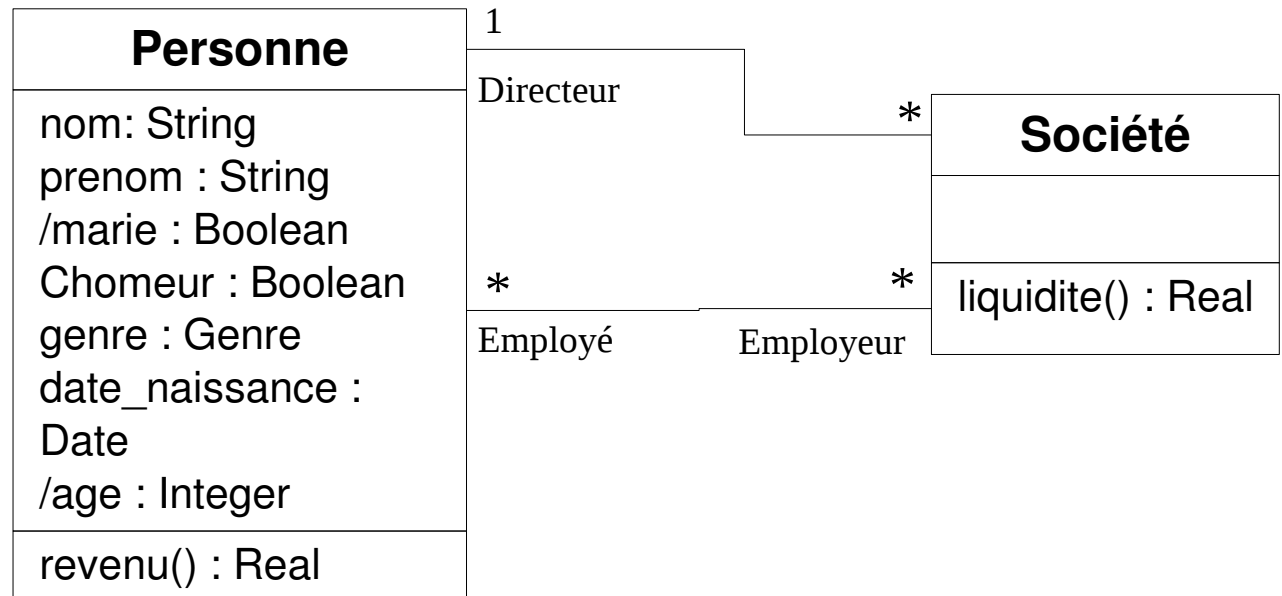 Personne
nom: String
prenom : String
/marie : Boolean
Chomeur : Boolean
genre : Genre
date_naissance :
Date
/age : Integer
revenu() : Real
1
Directeur
*
*
Employé
*
Employeur
Société
liquidite() : Real